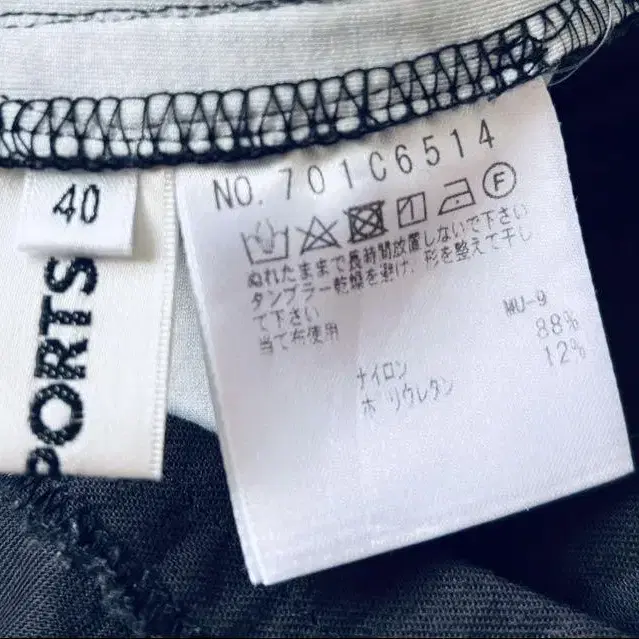 40
PORTS
NO. 701C6514
F
ぬれたままで長時間放置しないで下さい
タンブラー乾燥を避け、形を整えて干し
て下さい
当て布使用
MU-9
ナイロン 88%
ポリウレタン 12%